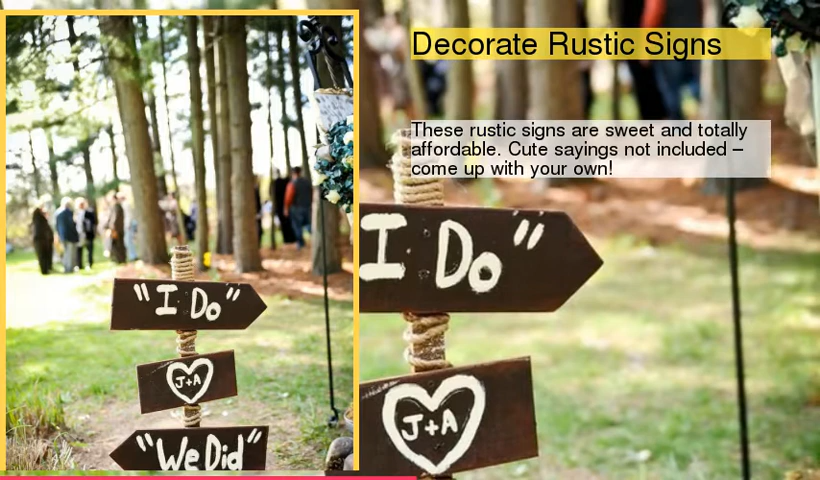 "I Do"
J+A
"We Did"
Decorate Rustic Signs
These rustic signs are sweet and totally
affordable. Cute sayings not included –
come up with your own!
I Do"
J+A